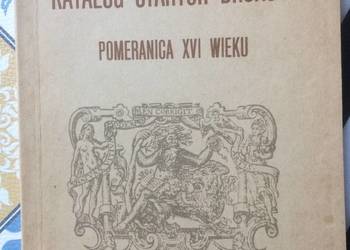 KATALOG STARYCH DRUKÓW
POMERANICA XVI WIEKU